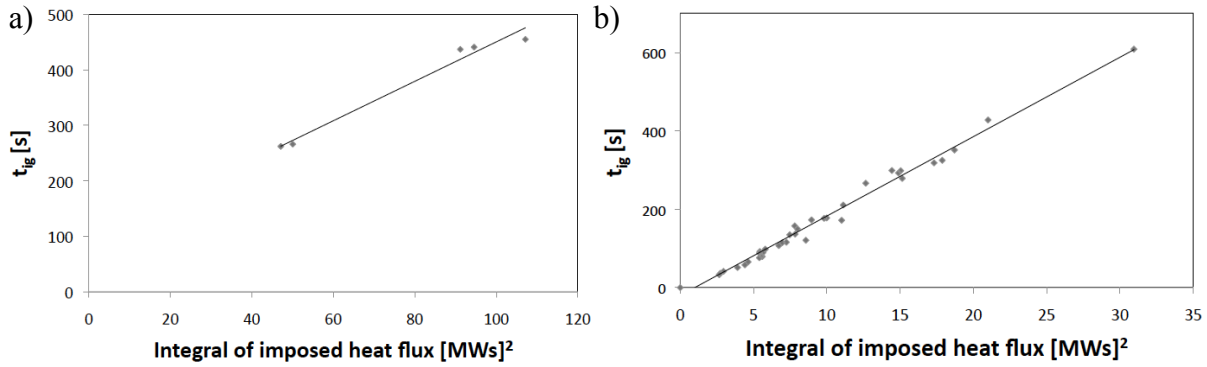 a)
500
400
300
200
100
0
t_ig [s]
0 20 40 60 80 100 120
Integral of imposed heat flux [MWs]²
b)
600
400
200
0
t_ig [s]
0 5 10 15 20 25 30 35
Integral of imposed heat flux [MWs]²